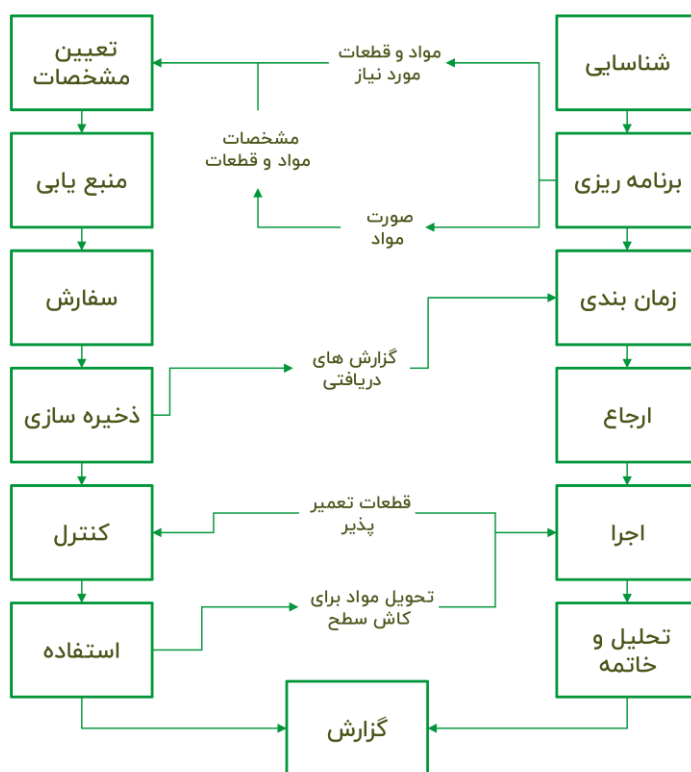 شناسایی
مواد و قطعات
مورد نیاز
تعیین
مشخصات
مشخصات
مواد و قطعات
برنامه ریزی
منبع یابی
صورت
مواد
زمان بندی
سفارش
گزارش های
دریافتی
ارجاع
ذخیره سازی
قطعات تعمیر
پذیر
اجرا
کنترل
تحویل مواد برای
کاش سطح
تحلیل و
خاتمه
استفاده
گزارش